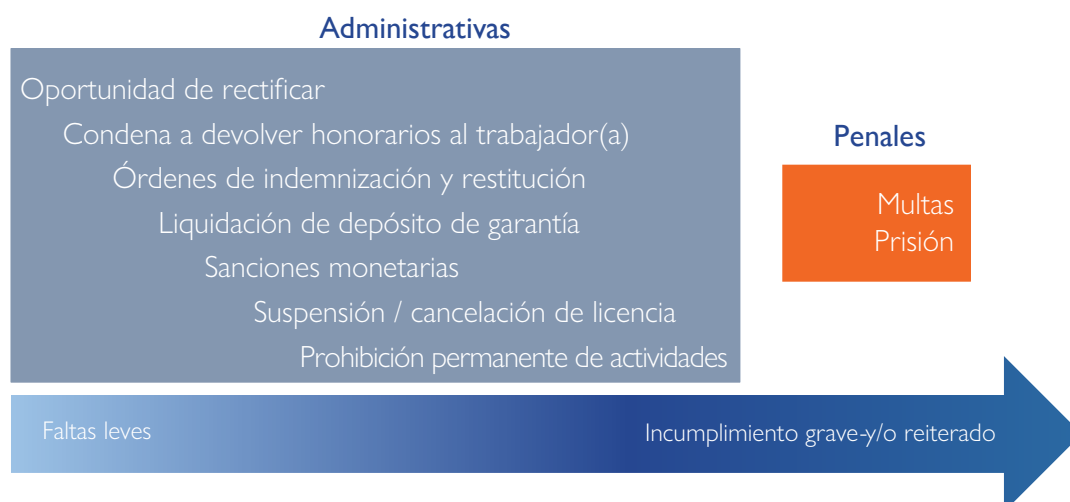 Administrativas
Oportunidad de rectificar
Condena a devolver honorarios al trabajador(a)
Órdenes de indemnización y restitución
Liquidación de depósito de garantía
Sanciones monetarias
Suspensión / cancelación de licencia
Prohibición permanente de actividades
Penales
Multas
Prisión
Faltas leves
Incumplimiento grave-y/o reiterado